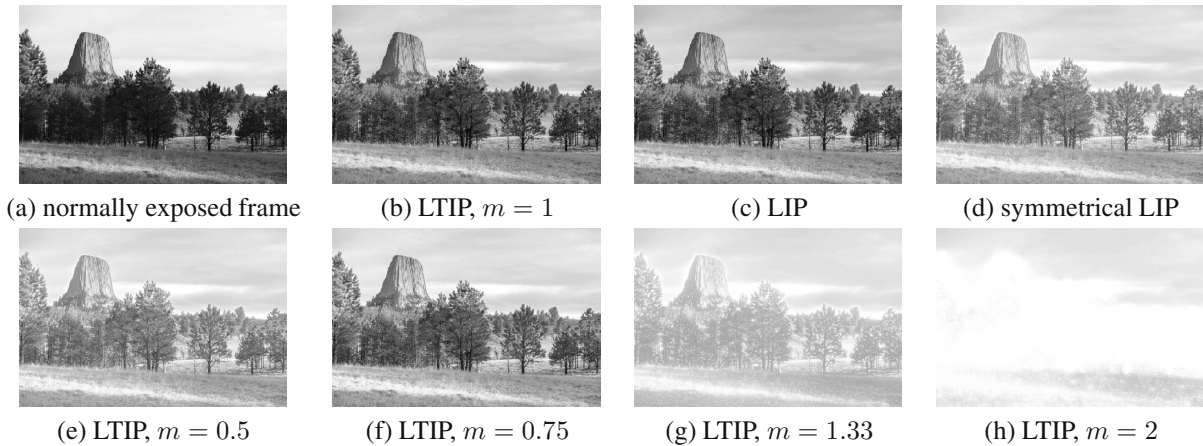 (a) normally exposed frame
(b) LTIP, m = 1
(c) LIP
(d) symmetrical LIP
(e) LTIP, m = 0.5
(f) LTIP, m = 0.75
(g) LTIP, m = 1.33
(h) LTIP, m = 2